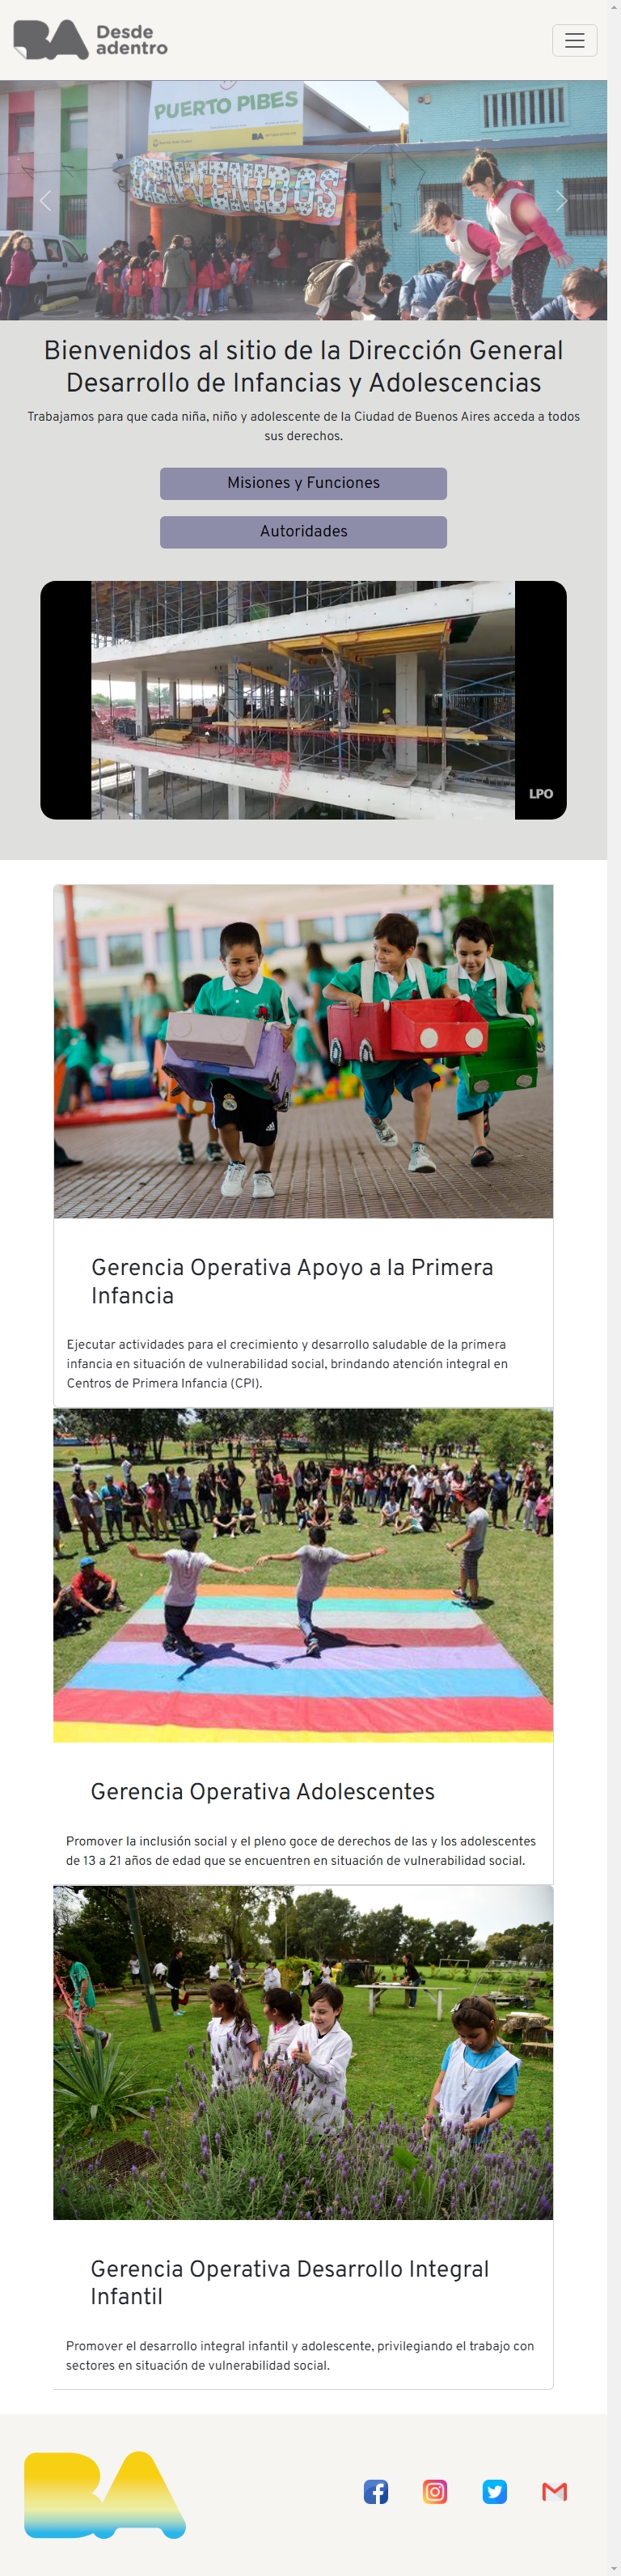 BA Desde
adentro
PUERTO PIBES
BA
BIENVENIDOS
Bienvenidos al sitio de la Dirección General
Desarrollo de Infancias y Adolescencias
Trabajamos para que cada niña, niño y adolescente de la Ciudad de Buenos Aires acceda a todos
sus derechos.
Misiones y Funciones
Autoridades
LPO
Gerencia Operativa Apoyo a la Primera
Infancia
Ejecutar actividades para el crecimiento y desarrollo saludable de la primera
infancia en situación de vulnerabilidad social, brindando atención integral en
Centros de Primera Infancia (CPI).
Gerencia Operativa Adolescentes
Promover la inclusión social y el pleno goce de derechos de las y los adolescentes
de 13 a 21 años de edad que se encuentren en situación de vulnerabilidad social.
Gerencia Operativa Desarrollo Integral
Infantil
Promover el desarrollo integral infantil y adolescente, privilegiando el trabajo con
sectores en situación de vulnerabilidad social.
BA